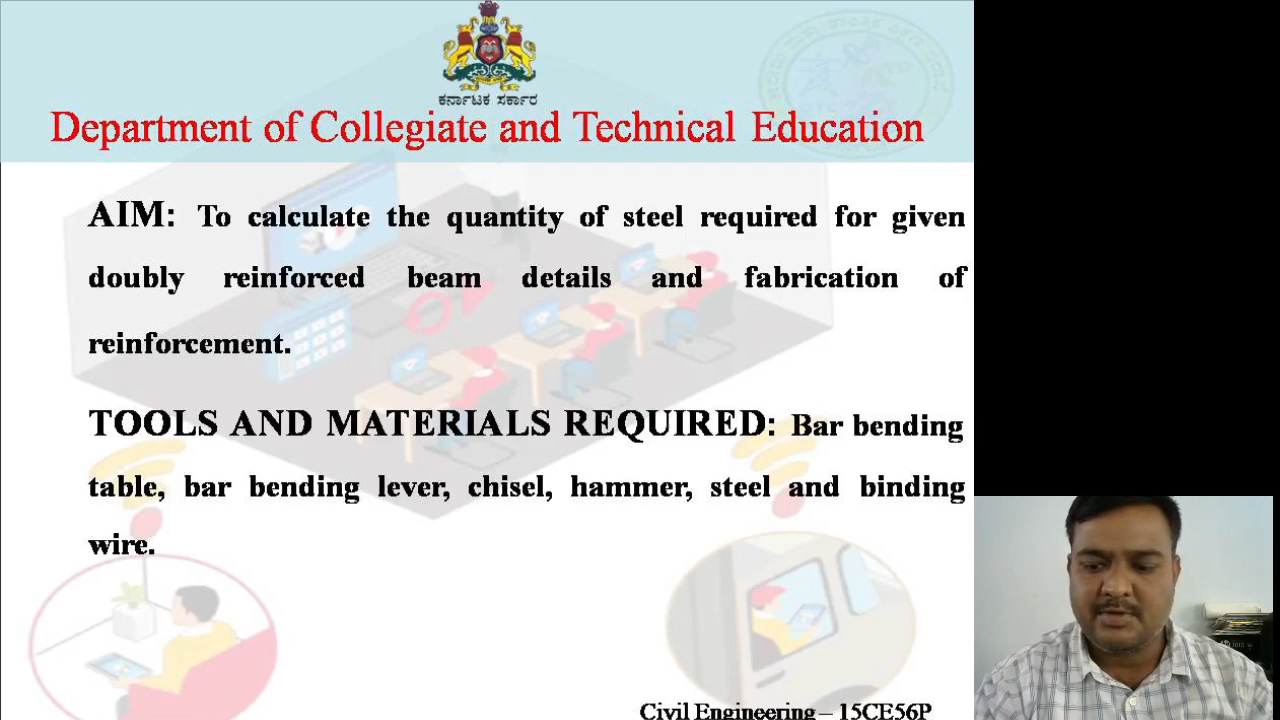 ಕರ್ನಾಟಕ ಸರ್ಕಾರ
Department of Collegiate and Technical Education
AIM: To calculate the quantity of steel required for given
doubly reinforced beam details and fabrication of
reinforcement.
TOOLS AND MATERIALS REQUIRED: Bar bending
table, bar bending lever, chisel, hammer, steel and binding
wire.
Civil Engineering – 15CE56P